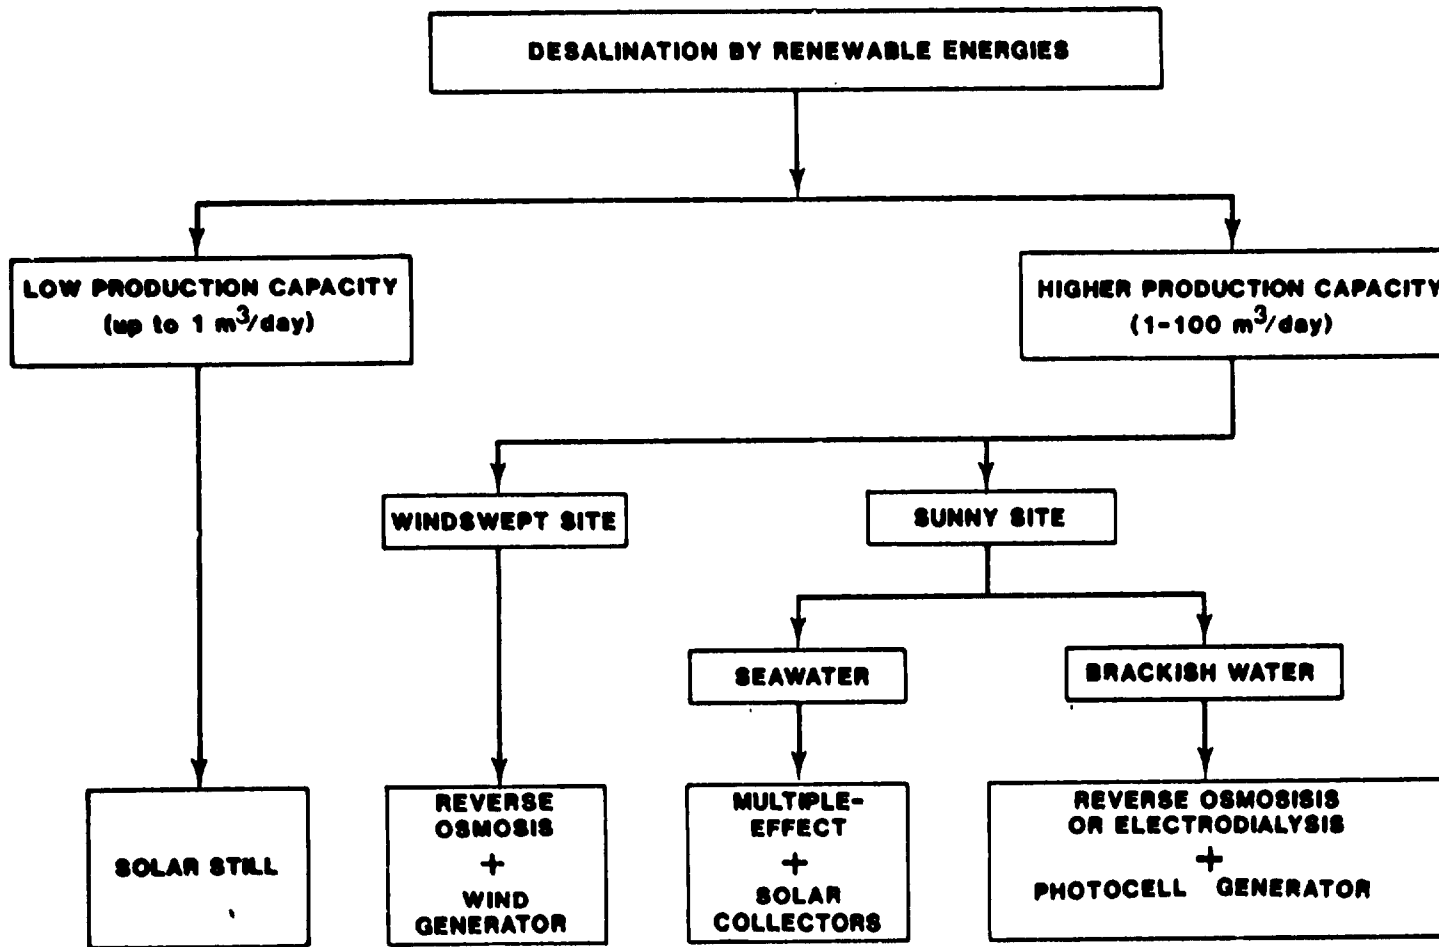 DESALINATION BY RENEWABLE ENERGIES
LOW PRODUCTION CAPACITY
(up to 1 m³/day)
HIGHER PRODUCTION CAPACITY
(1-100 m³/day)
WINDSWEPT SITE
SUNNY SITE
SEAWATER
BRACKISH WATER
SOLAR STILL
REVERSE
OSMOSIS
+
WIND
GENERATOR
MULTIPLE-
EFFECT
+
SOLAR
COLLECTORS
REVERSE OSMOSISIS
OR ELECTRODIALYSIS
+
PHOTOCELL GENERATOR